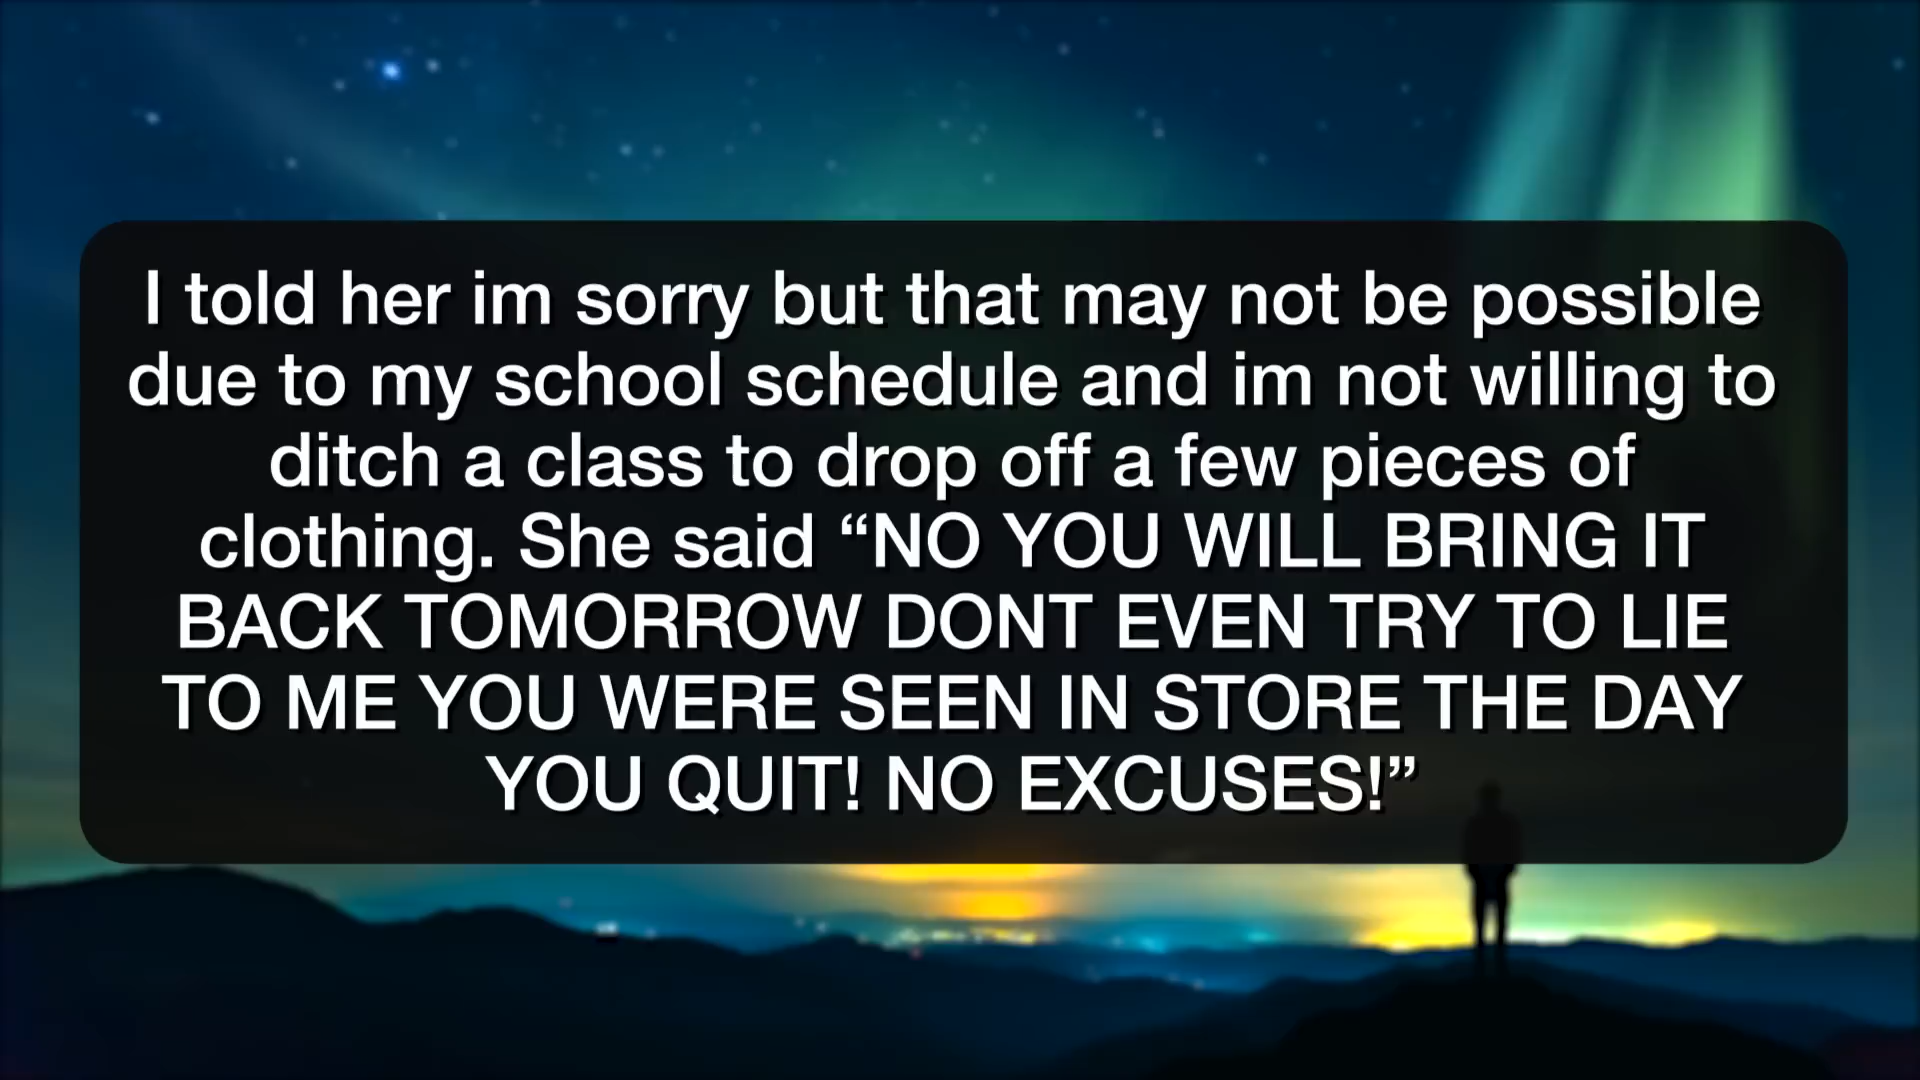 I told her im sorry but that may not be possible
due to my school schedule and im not willing to
ditch a class to drop off a few pieces of
clothing. She said “NO YOU WILL BRING IT
BACK TOMORROW DONT EVEN TRY TO LIE
TO ME YOU WERE SEEN IN STORE THE DAY
YOU QUIT! NO EXCUSES!”